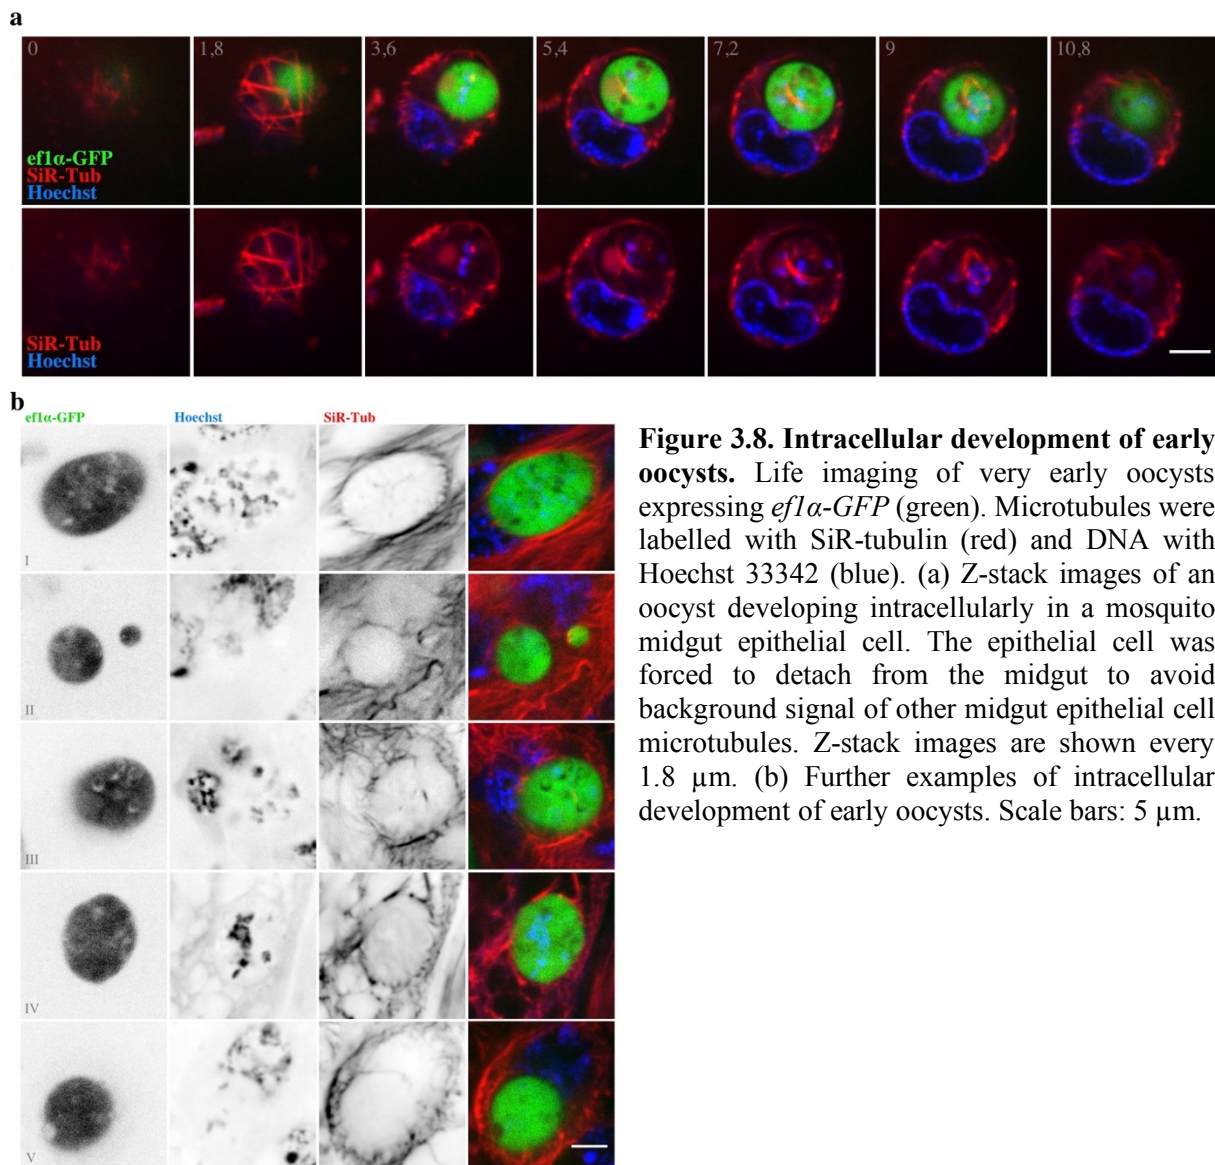 a
0
1,8
3,6
5,4
7,2
9
10,8
ef1α-GFP
SiR-Tub
Hoechst
SiR-Tub
Hoechst
b
ef1α-GFP
Hoechst
SiR-Tub
I
II
III
IV
V
Figure 3.8. Intracellular development of early
oocysts. Life imaging of very early oocysts
expressing ef1α-GFP (green). Microtubules were
labelled with SiR-tubulin (red) and DNA with
Hoechst 33342 (blue). (a) Z-stack images of an
oocyst developing intracellularly in a mosquito
midgut epithelial cell. The epithelial cell was
forced to detach from the midgut to avoid
background signal of other midgut epithelial cell
microtubules. Z-stack images are shown every
1.8 µm. (b) Further examples of intracellular
development of early oocysts. Scale bars: 5 µm.